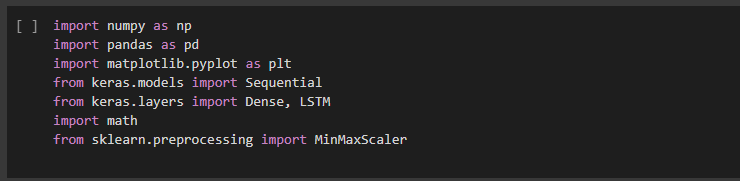 [ ] import numpy as np
import pandas as pd
import matplotlib.pyplot as plt
from keras.models import Sequential
from keras.layers import Dense, LSTM
import math
from sklearn.preprocessing import MinMaxScaler